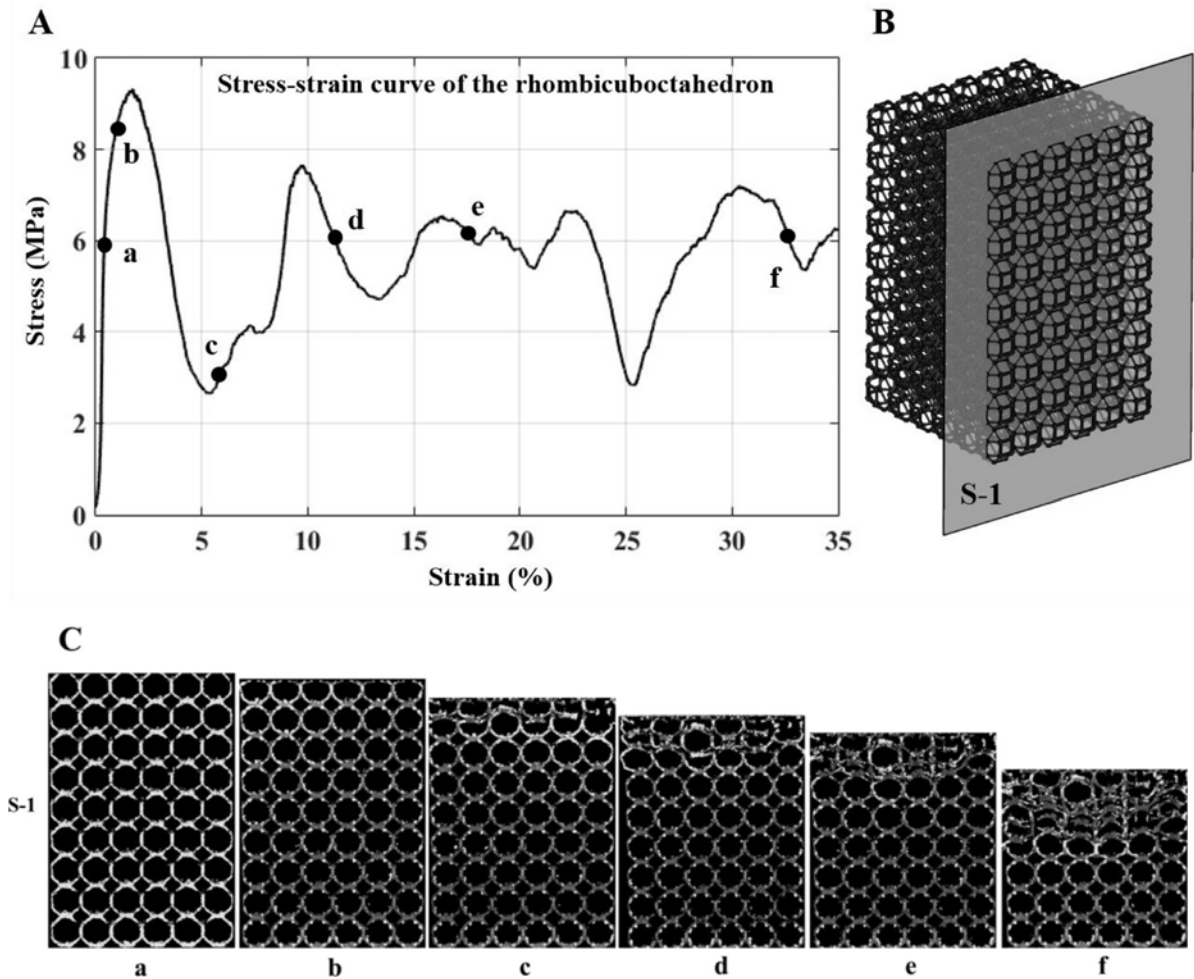 A
B
Stress-strain curve of the rhombicuboctahedron
10
8
6
4
2
0
Stress (MPa)
a
b
c
d
e
f
0 5 10 15 20 25 30 35
Strain (%)
S-1
C
S-1
a b c d e f